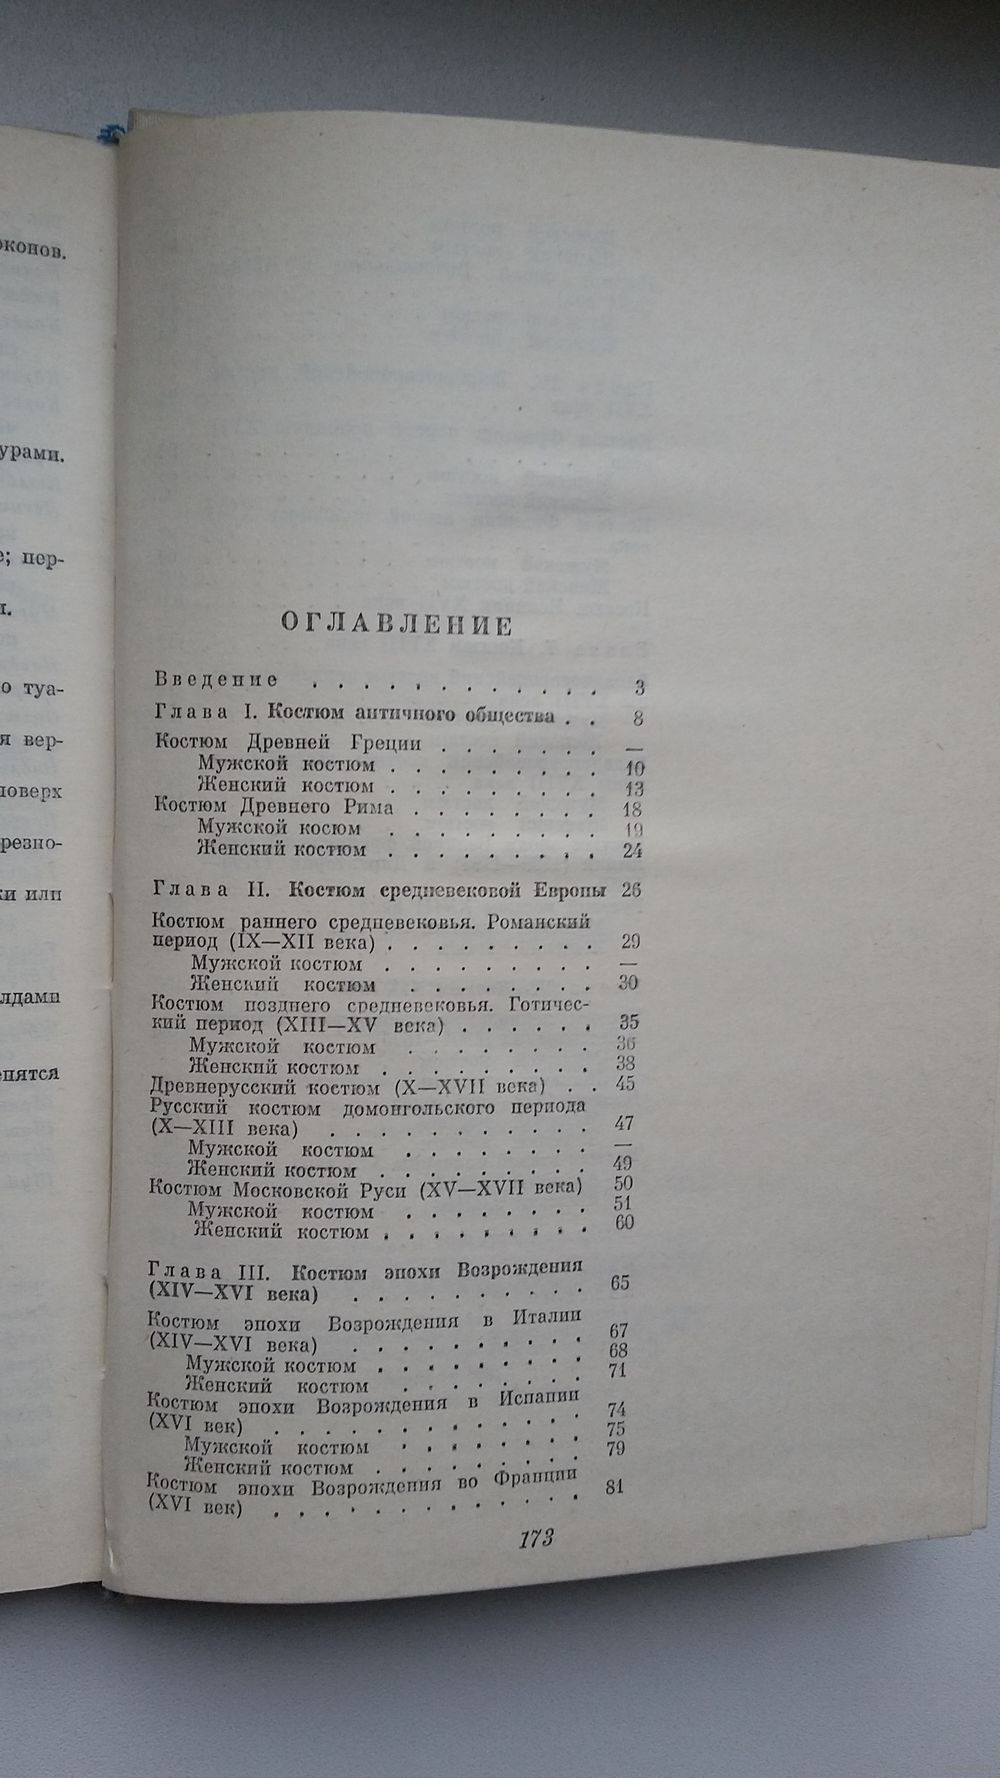 оконов.
урами.
е; пер-
и.
о туа-
я вер-
поверх
резно-
ки или
лдами
епятся
ОГЛАВЛЕНИЕ
Введение . . . . . . . . . . . . 3
Глава I. Костюм античного общества . . 8
Костюм Древней Греции . . . . . . . —
Мужской костюм . . . . . . . . . 10
Женский костюм . . . . . . . . . 13
Костюм Древнего Рима . . . . . . . . 18
Мужской косюм . . . . . . . . . 19
Женский костюм . . . . . . . . . 24
Глава II. Костюм средневековой Европы 26
Костюм раннего средневековья. Романский
период (IX—XII века) . . . . . . . . . 29
Мужской костюм . . . . . . . . . —
Женский костюм . . . . . . . . 30
Костюм позднего средневековья. Готичес-
кий период (XIII—XV века) . . . . . . 35
Мужской костюм . . . . . . . . 36
Женский костюм . . . . . . . . . 38
Древнерусский костюм (X—XVII века) . . 45
Русский костюм домонгольского периода
(X—XIII века) . . . . . . . . . . . 47
Мужской костюм . . . . . . . . —
Женский костюм . . . . . . . . . 49
Костюм Московской Руси (XV—XVII века) 50
Мужской костюм . . . . . . . . 51
Женский костюм . . . . . . . . . 60
Глава III. Костюм эпохи Возрождения
(XIV—XVI века) . . . . . . . . . . 65
Костюм эпохи Возрождения в Италии
(XIV—XVI века) . . . . . . . . . . 67
Мужской костюм . . . . . . . . . 68
Женский костюм . . . . . . . . 71
Костюм эпохи Возрождения в Испании
(XVI век) . . . . . . . . . . . . . 74
Мужской костюм . . . . . . . . 75
Женский костюм . . . . . . . . . 79
Костюм эпохи Возрождения во Франции
(XVI век) . . . . . . . . . . . . . 81
173